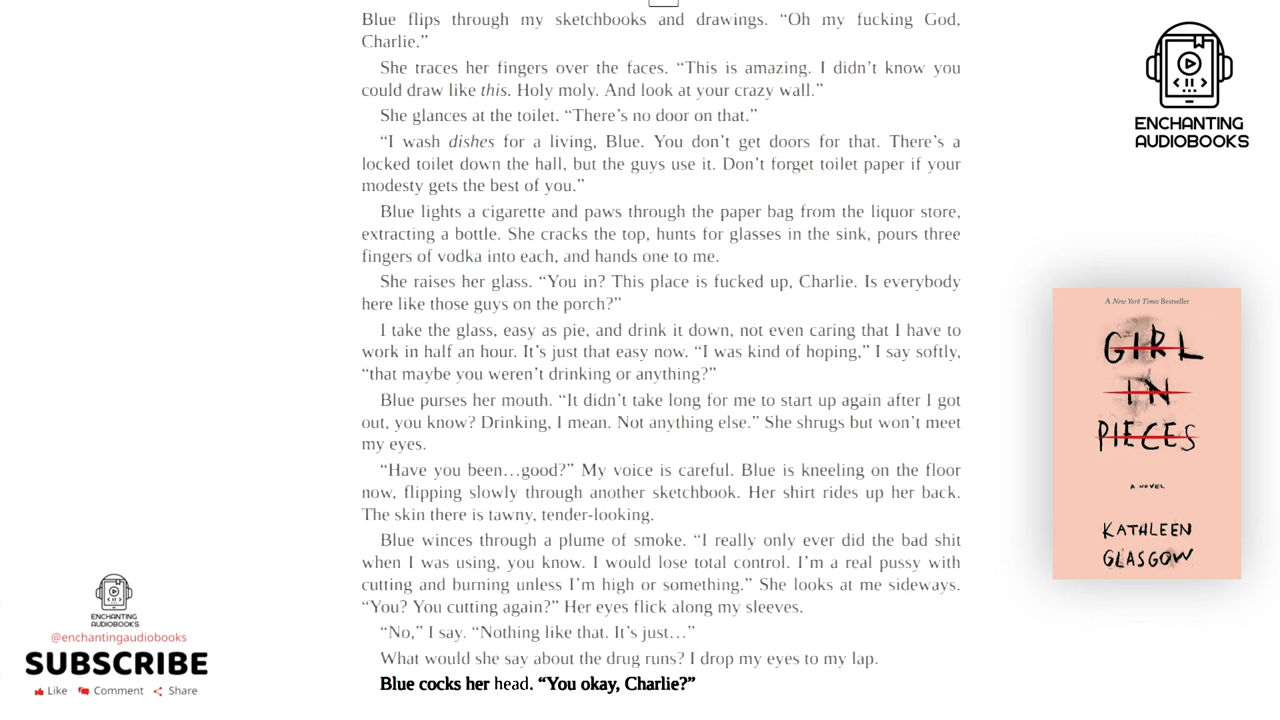 Blue flips through my sketchbooks and drawings. “Oh my fucking God,
Charlie.”
She traces her fingers over the faces. “This is amazing. I didn’t know you
could draw like this. Holy moly. And look at your crazy wall.”
She glances at the toilet. “There’s no door on that.”
“I wash dishes for a living, Blue. You don’t get doors for that. There’s a
locked toilet down the hall, but the guys use it. Don’t forget toilet paper if your
modesty gets the best of you.”
Blue lights a cigarette and paws through the paper bag from the liquor store,
extracting a bottle. She cracks the top, hunts for glasses in the sink, pours three
fingers of vodka into each, and hands one to me.
She raises her glass. “You in? This place is fucked up, Charlie. Is everybody
here like those guys on the porch?”
I take the glass, easy as pie, and drink it down, not even caring that I have to
work in half an hour. It’s just that easy now. “I was kind of hoping,” I say softly,
“that maybe you weren’t drinking or anything?”
Blue purses her mouth. “It didn’t take long for me to start up again after I got
out, you know? Drinking, I mean. Not anything else.” She shrugs but won’t meet
my eyes.
“Have you been…good?” My voice is careful. Blue is kneeling on the floor
now, flipping slowly through another sketchbook. Her shirt rides up her back.
The skin there is tawny, tender-looking.
Blue winces through a plume of smoke. “I really only ever did the bad shit
when I was using, you know. I would lose total control. I’m a real pussy with
cutting and burning unless I’m high or something.” She looks at me sideways.
“You? You cutting again?” Her eyes flick along my sleeves.
“No,” I say. “Nothing like that. It’s just…”
What would she say about the drug runs? I drop my eyes to my lap.
Blue cocks her head. “You okay, Charlie?”
ENCHANTING
AUDIOBOOKS
A New York Times Bestseller
GIRL
IN
PIECES
A NOVEL
KATHLEEN
GLASGOW
ENCHANTING
AUDIOBOOKS
@enchantingaudiobooks
SUBSCRIBE
Like Comment Share